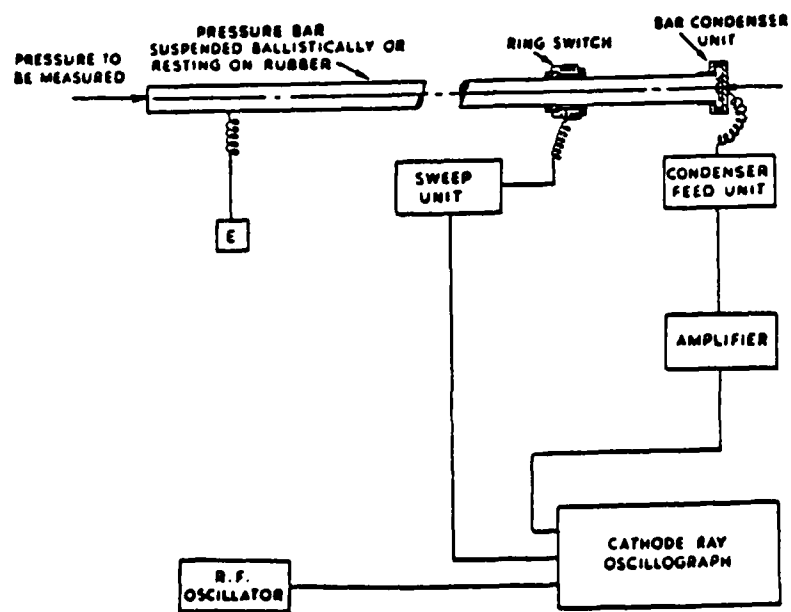 PRESSURE BAR
SUSPENDED BALLISTICALLY OR
RESTING ON RUBBER
PRESSURE TO
BE MEASURED
RING SWITCH
BAR CONDENSER
UNIT
SWEEP
UNIT
CONDENSER
FEED UNIT
E
AMPLIFIER
CATHODE RAY
OSCILLOGRAPH
R.F.
OSCILLATOR